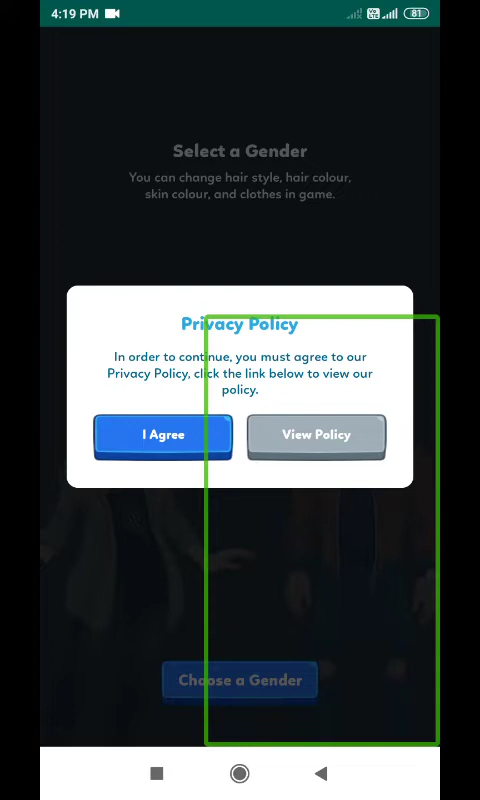 4:19 PM
Vo LTE
81
Select a Gender
You can change hair style, hair colour,
skin colour, and clothes in game.
Privacy Policy
In order to continue, you must agree to our
Privacy Policy, click the link below to view our
policy.
I Agree
View Policy
Choose a Gender